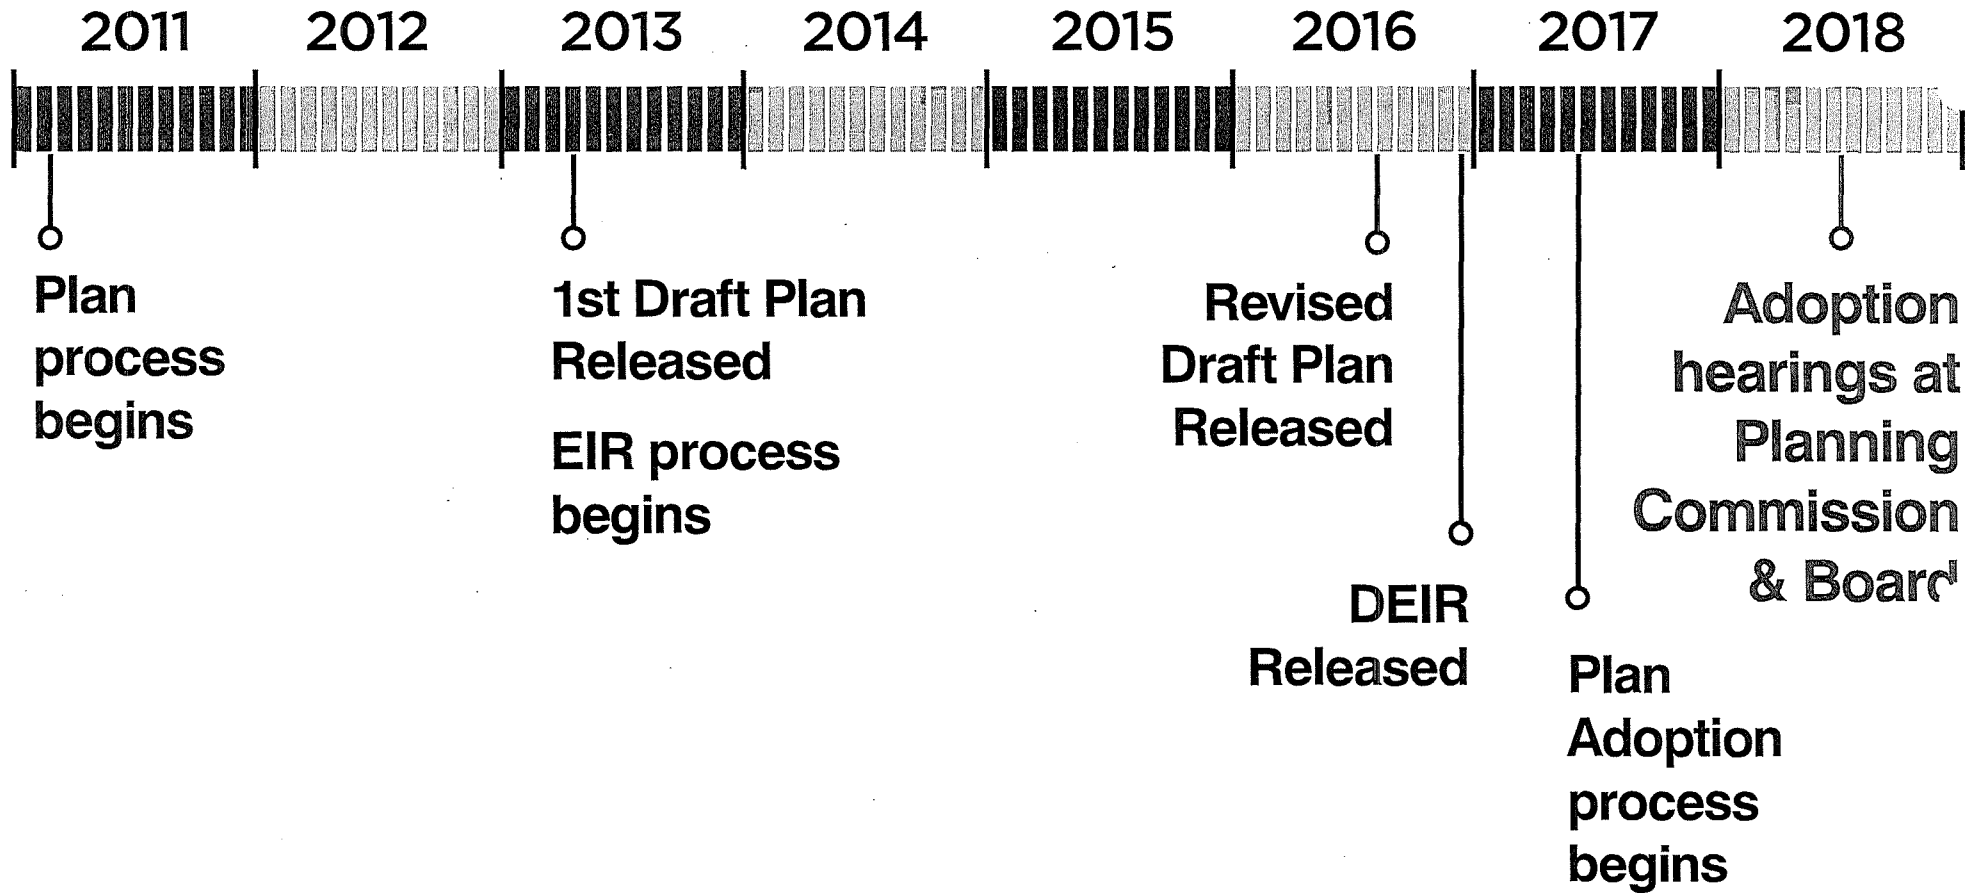 2011 2012 2013 2014 2015 2016 2017 2018
Plan
process
begins
1st Draft Plan
Released
EIR process
begins
Revised
Draft Plan
Released
DEIR
Released
Plan
Adoption
process
begins
Adoption
hearings at
Planning
Commission
& Board